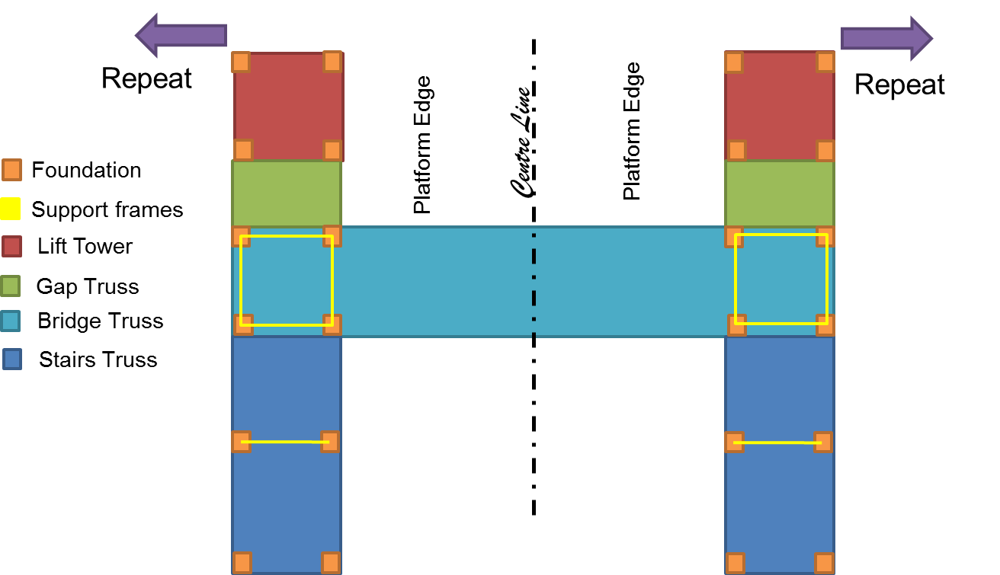 Repeat
Platform Edge
Centre Line
Platform Edge
Repeat
Foundation
Support frames
Lift Tower
Gap Truss
Bridge Truss
Stairs Truss